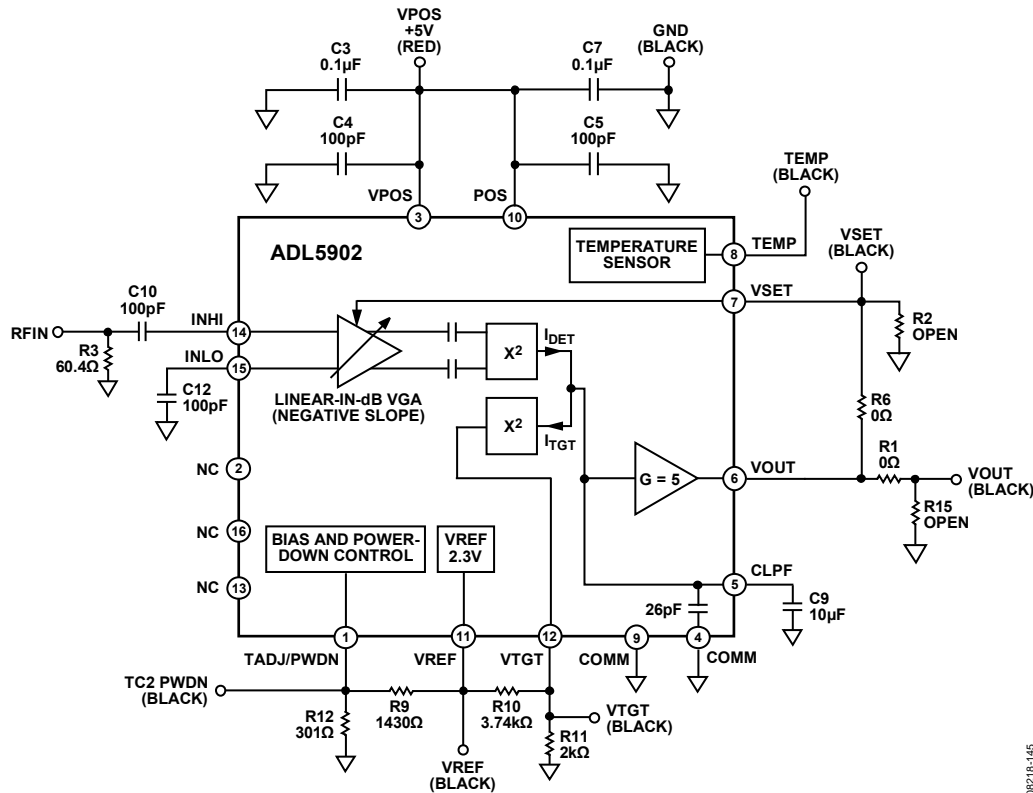 VPOS
+5V
(RED)
GND
(BLACK)
C3
0.1µF
C7
0.1µF
C4
100pF
C5
100pF
TEMP
(BLACK)
VPOS
POS
3
10
ADL5902
TEMPERATURE
SENSOR
8
TEMP
VSET
(BLACK)
7
VSET
C10
100pF
INHI
RFIN
14
R3
60.4Ω
INLO
15
C12
100pF
LINEAR-IN-dB VGA
(NEGATIVE SLOPE)
X²
IDET
X²
ITGT
R2
OPEN
R6
0Ω
R1
0Ω
G = 5
6
VOUT
VOUT
(BLACK)
R15
OPEN
NC
2
NC
16
NC
13
BIAS AND POWER-
DOWN CONTROL
VREF
2.3V
26pF
5
CLPF
C9
10µF
1
11
12
9
4
TADJ/PWDN
VREF
VTGT
COMM
COMM
TC2 PWDN
(BLACK)
R9
1430Ω
R10
3.74kΩ
R12
301Ω
VTGT
(BLACK)
R11
2kΩ
VREF
(BLACK)
08218-145